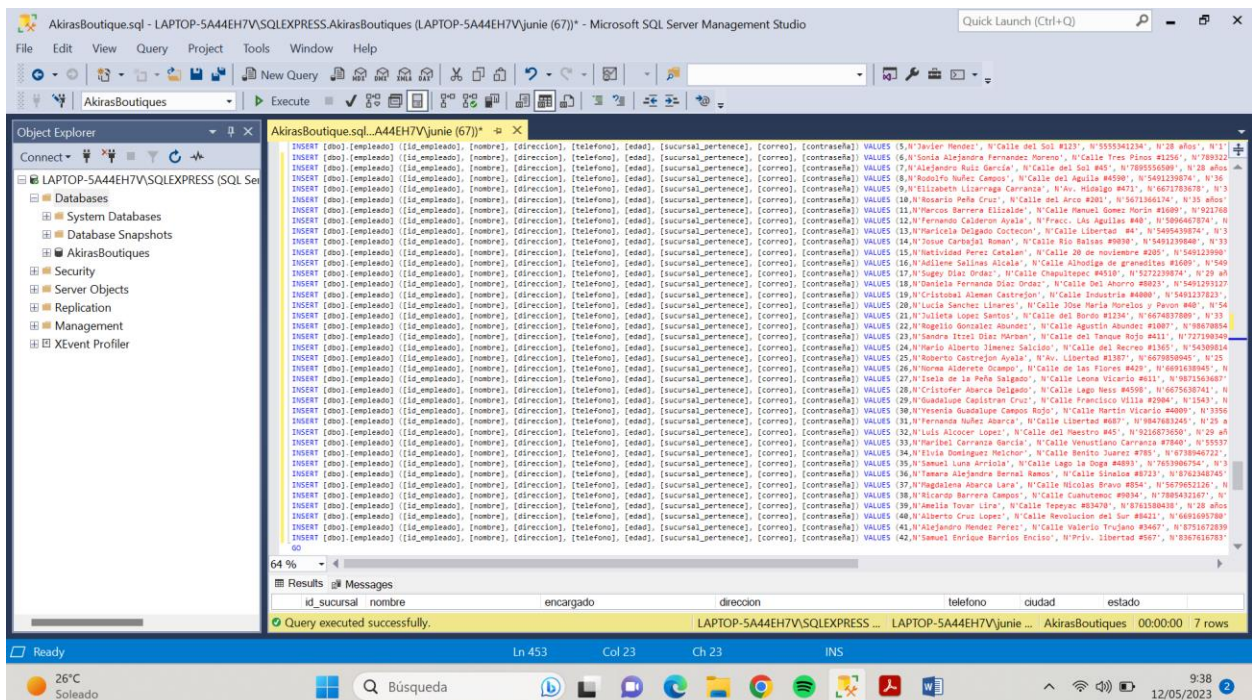 AkirasBoutique.sql - LAPTOP-5A44EH7V\SQLEXPRESS.AkirasBoutiques (LAPTOP-5A44EH7V\junie (67))* - Microsoft SQL Server Management Studio
Quick Launch (Ctrl+Q)
File Edit View Query Project Tools Window Help
New Query
AkirasBoutiques Execute
Object Explorer
AkirasBoutique.sql...A44EH7V\junie (67))*
Connect
LAPTOP-5A44EH7V\SQLEXPRESS (SQL Ser
Databases
System Databases
Database Snapshots
AkirasBoutiques
Security
Server Objects
Replication
Management
XEvent Profiler
INSERT [dbo].[empleado] ([id_empleado], [nombre], [direccion], [telefono], [edad], [sucursal_pertenece], [correo], [contraseña]) VALUES (5,N'Javier Mendez', N'Calle del Sol #123', N'5555341234', N'28 años', N'1'
INSERT [dbo].[empleado] ([id_empleado], [nombre], [direccion], [telefono], [edad], [sucursal_pertenece], [correo], [contraseña]) VALUES (6,N'Sonia Alejandra Fernandez Moreno', N'Calle Tres Pinos #1256', N'789322
INSERT [dbo].[empleado] ([id_empleado], [nombre], [direccion], [telefono], [edad], [sucursal_pertenece], [correo], [contraseña]) VALUES (7,N'Alejandro Ruiz Garcia', N'Calle del Sol #45', N'7895556509', N'28 años
INSERT [dbo].[empleado] ([id_empleado], [nombre], [direccion], [telefono], [edad], [sucursal_pertenece], [correo], [contraseña]) VALUES (8,N'Rodolfo Nuñez Campos', N'Calle del Aguila #4590', N'5491239874', N'36
INSERT [dbo].[empleado] ([id_empleado], [nombre], [direccion], [telefono], [edad], [sucursal_pertenece], [correo], [contraseña]) VALUES (9,N'Elizabeth Lizarraga Carranza', N'Av. Hidalgo #471', N'6671783678', N'3
INSERT [dbo].[empleado] ([id_empleado], [nombre], [direccion], [telefono], [edad], [sucursal_pertenece], [correo], [contraseña]) VALUES (10,N'Rosario Peña Cruz', N'Calle del Arco #201', N'5671366174', N'35 años'
INSERT [dbo].[empleado] ([id_empleado], [nombre], [direccion], [telefono], [edad], [sucursal_pertenece], [correo], [contraseña]) VALUES (11,N'Marcos Barrera Elizalde', N'Calle Manuel Gomez Morin #1609', N'921768
INSERT [dbo].[empleado] ([id_empleado], [nombre], [direccion], [telefono], [edad], [sucursal_pertenece], [correo], [contraseña]) VALUES (12,N'Fernando Calderon Ayala', N'Fracc. LAs Aguilas #40', N'5096467874', N
INSERT [dbo].[empleado] ([id_empleado], [nombre], [direccion], [telefono], [edad], [sucursal_pertenece], [correo], [contraseña]) VALUES (13,N'Maricela Delgado Coctecon', N'Calle Libertad #4', N'5495439874', N'3
INSERT [dbo].[empleado] ([id_empleado], [nombre], [direccion], [telefono], [edad], [sucursal_pertenece], [correo], [contraseña]) VALUES (14,N'Josue Carbajal Roman', N'Calle Rio Balsas #9030', N'5491239840', N'33
INSERT [dbo].[empleado] ([id_empleado], [nombre], [direccion], [telefono], [edad], [sucursal_pertenece], [correo], [contraseña]) VALUES (15,N'Natividad Perez Catalan', N'Calle 20 de noviembre #205', N'549123990'
INSERT [dbo].[empleado] ([id_empleado], [nombre], [direccion], [telefono], [edad], [sucursal_pertenece], [correo], [contraseña]) VALUES (16,N'Adilene Salinas Alcala', N'Calle Alhodiga de granaditas #1609', N'549
INSERT [dbo].[empleado] ([id_empleado], [nombre], [direccion], [telefono], [edad], [sucursal_pertenece], [correo], [contraseña]) VALUES (17,N'Sugey Diaz Ordaz', N'Calle Chapultepec #4510', N'5272239874', N'29 añ
INSERT [dbo].[empleado] ([id_empleado], [nombre], [direccion], [telefono], [edad], [sucursal_pertenece], [correo], [contraseña]) VALUES (18,N'Daniela Fernanda Diaz Ordaz', N'Calle Del Ahorro #8023', N'5491293127
INSERT [dbo].[empleado] ([id_empleado], [nombre], [direccion], [telefono], [edad], [sucursal_pertenece], [correo], [contraseña]) VALUES (19,N'Cristobal Aleman Castrejon', N'Calle Industria #4000', N'5491237823',
INSERT [dbo].[empleado] ([id_empleado], [nombre], [direccion], [telefono], [edad], [sucursal_pertenece], [correo], [contraseña]) VALUES (20,N'Lucia Sanchez Linares', N'Calle JOse Maria Morelos y Pavon #40', N'54
INSERT [dbo].[empleado] ([id_empleado], [nombre], [direccion], [telefono], [edad], [sucursal_pertenece], [correo], [contraseña]) VALUES (21,N'Julieta Lopez Santos', N'Calle del Bordo #1234', N'6674837809', N'33
INSERT [dbo].[empleado] ([id_empleado], [nombre], [direccion], [telefono], [edad], [sucursal_pertenece], [correo], [contraseña]) VALUES (22,N'Rogelio Gonzalez Abundez', N'Calle Agustin Abundez #1007', N'98670854
INSERT [dbo].[empleado] ([id_empleado], [nombre], [direccion], [telefono], [edad], [sucursal_pertenece], [correo], [contraseña]) VALUES (23,N'Sandra Itzel Diaz MArban', N'Calle del Tanque Rojo #411', N'727190349
INSERT [dbo].[empleado] ([id_empleado], [nombre], [direccion], [telefono], [edad], [sucursal_pertenece], [correo], [contraseña]) VALUES (24,N'Mario Alberto Jimenez Salcido', N'Calle del Recreo #1365', N'54309814
INSERT [dbo].[empleado] ([id_empleado], [nombre], [direccion], [telefono], [edad], [sucursal_pertenece], [correo], [contraseña]) VALUES (25,N'Roberto Castrejon Ayala', N'Av. Libertad #1387', N'6679850945', N'25
INSERT [dbo].[empleado] ([id_empleado], [nombre], [direccion], [telefono], [edad], [sucursal_pertenece], [correo], [contraseña]) VALUES (26,N'Norma Alderete Ocampo', N'Calle de las Flores #429', N'6691638945', N
INSERT [dbo].[empleado] ([id_empleado], [nombre], [direccion], [telefono], [edad], [sucursal_pertenece], [correo], [contraseña]) VALUES (27,N'Isela de la Peña Salgado', N'Calle Leona Vicario #611', N'9871563687'
INSERT [dbo].[empleado] ([id_empleado], [nombre], [direccion], [telefono], [edad], [sucursal_pertenece], [correo], [contraseña]) VALUES (28,N'Cristofer Abarca Delgado', N'Calle Lago Ness #4598', N'6675638741', N
INSERT [dbo].[empleado] ([id_empleado], [nombre], [direccion], [telefono], [edad], [sucursal_pertenece], [correo], [contraseña]) VALUES (29,N'Guadalupe Capistran Cruz', N'Calle Francisco Villa #2904', N'1543', N
INSERT [dbo].[empleado] ([id_empleado], [nombre], [direccion], [telefono], [edad], [sucursal_pertenece], [correo], [contraseña]) VALUES (30,N'Yesenia Guadalupe Campos Rojo', N'Calle Martin Vicario #4009', N'3356
INSERT [dbo].[empleado] ([id_empleado], [nombre], [direccion], [telefono], [edad], [sucursal_pertenece], [correo], [contraseña]) VALUES (31,N'Fernanda Nuñez Abarca', N'Calle Libertad #687', N'9847683245', N'25 a
INSERT [dbo].[empleado] ([id_empleado], [nombre], [direccion], [telefono], [edad], [sucursal_pertenece], [correo], [contraseña]) VALUES (32,N'Luis Alcocer Lopez', N'Calle del Maestro #45', N'9216873650', N'29 añ
INSERT [dbo].[empleado] ([id_empleado], [nombre], [direccion], [telefono], [edad], [sucursal_pertenece], [correo], [contraseña]) VALUES (33,N'Maribel Carranza Garcia', N'Calle Venustiano Carranza #7840', N'55537
INSERT [dbo].[empleado] ([id_empleado], [nombre], [direccion], [telefono], [edad], [sucursal_pertenece], [correo], [contraseña]) VALUES (34,N'Elvia Dominguez Melchor', N'Calle Benito Juarez #785', N'6738946722',
INSERT [dbo].[empleado] ([id_empleado], [nombre], [direccion], [telefono], [edad], [sucursal_pertenece], [correo], [contraseña]) VALUES (35,N'Samuel Luna Arriola', N'Calle Lago la Doga #4893', N'7653906754', N'3
INSERT [dbo].[empleado] ([id_empleado], [nombre], [direccion], [telefono], [edad], [sucursal_pertenece], [correo], [contraseña]) VALUES (36,N'Tamara Alejandra Bernal Ramos', N'Calle Sinaloa #8723', N'8762348745'
INSERT [dbo].[empleado] ([id_empleado], [nombre], [direccion], [telefono], [edad], [sucursal_pertenece], [correo], [contraseña]) VALUES (37,N'Magdalena Abarca Lara', N'Calle Nicolas Bravo #854', N'5679652126', N
INSERT [dbo].[empleado] ([id_empleado], [nombre], [direccion], [telefono], [edad], [sucursal_pertenece], [correo], [contraseña]) VALUES (38,N'Ricardo Barrera Campos', N'Calle Cuahutemoc #9034', N'7805432167', N'
INSERT [dbo].[empleado] ([id_empleado], [nombre], [direccion], [telefono], [edad], [sucursal_pertenece], [correo], [contraseña]) VALUES (39,N'Amelia Tovar Lira', N'Calle Tepeyac #83470', N'8761580438', N'28 años
INSERT [dbo].[empleado] ([id_empleado], [nombre], [direccion], [telefono], [edad], [sucursal_pertenece], [correo], [contraseña]) VALUES (40,N'Alberto Cruz Lopez', N'Calle Revolucion del Sur #8421', N'6691695780'
INSERT [dbo].[empleado] ([id_empleado], [nombre], [direccion], [telefono], [edad], [sucursal_pertenece], [correo], [contraseña]) VALUES (41,N'Alejandro Mendez Perez', N'Calle Valerio Trujano #3467', N'8751672839
INSERT [dbo].[empleado] ([id_empleado], [nombre], [direccion], [telefono], [edad], [sucursal_pertenece], [correo], [contraseña]) VALUES (42,N'Samuel Enrique Barrios Enciso', N'Priv. libertad #567', N'8367616783'
GO
64 %
Results Messages
id_sucursal nombre encargado direccion telefono ciudad estado
Query executed successfully. LAPTOP-5A44EH7V\SQLEXPRESS ... LAPTOP-5A44EH7V\junie ... AkirasBoutiques 00:00:00 7 rows
Ready Ln 453 Col 23 Ch 23 INS
26°C
Soleado
Búsqueda
9:38
12/05/2023
2